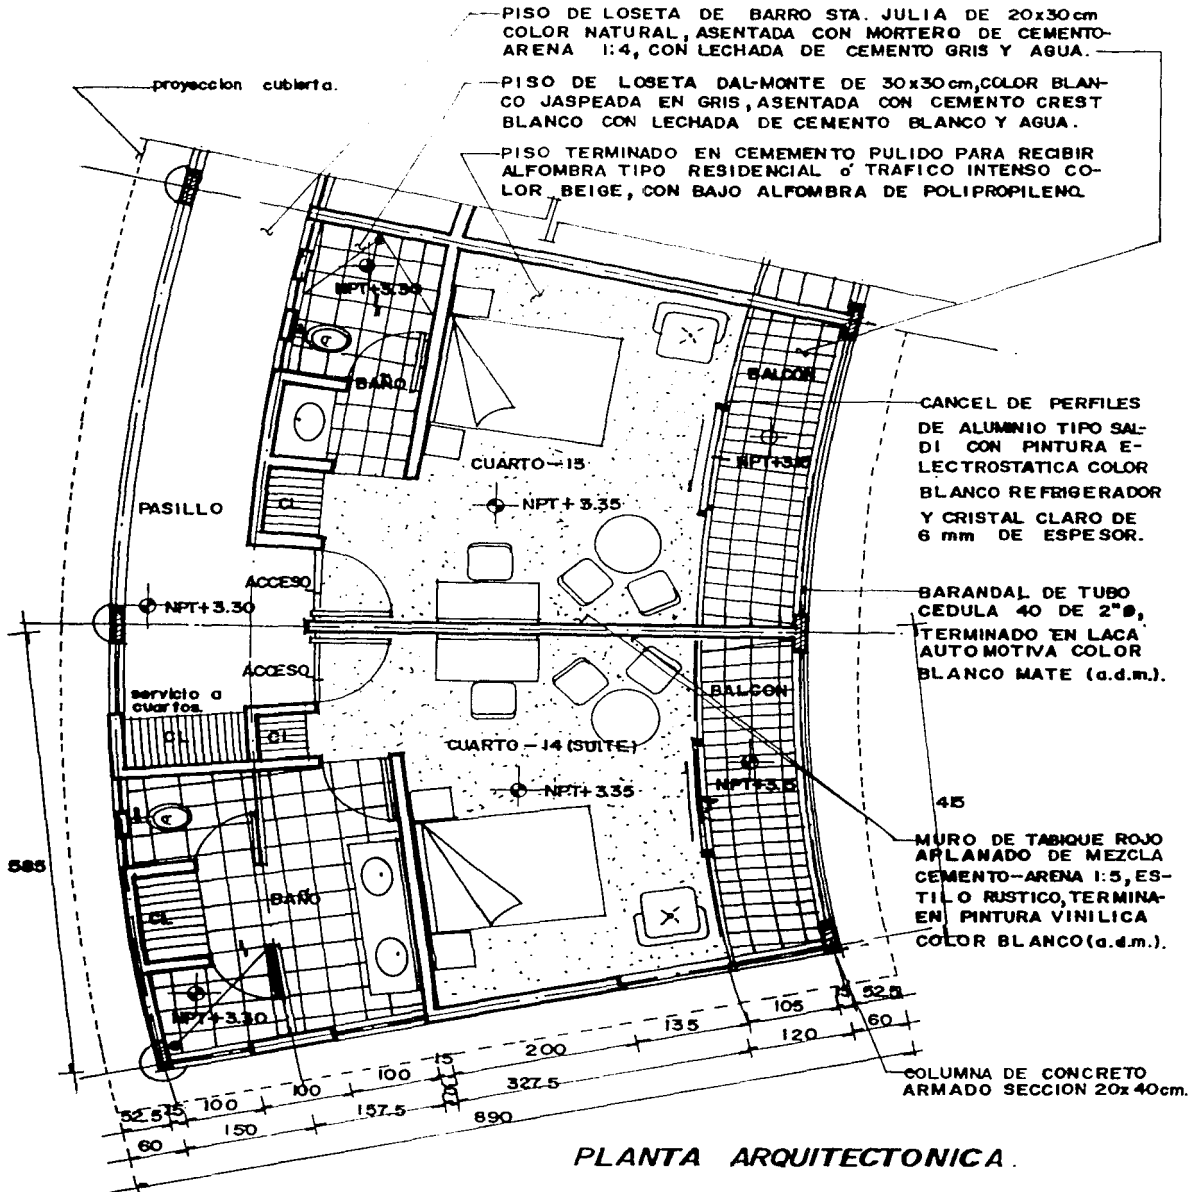 PISO DE LOSETA DE BARRO STA. JULIA DE 20x30cm
COLOR NATURAL, ASENTADA CON MORTERO DE CEMENTO-
ARENA 1:4, CON LECHADA DE CEMENTO GRIS Y AGUA.
proyeccion cubierta.
PISO DE LOSETA DAL-MONTE DE 30x30cm, COLOR BLAN-
CO JASPEADA EN GRIS, ASENTADA CON CEMENTO CREST
BLANCO CON LECHADA DE CEMENTO BLANCO Y AGUA.
PISO TERMINADO EN CEMEMENTO PULIDO PARA RECIBIR
ALFOMBRA TIPO RESIDENCIAL o' TRAFICO INTENSO CO-
LOR BEIGE, CON BAJO ALFOMBRA DE POLIPROPILENO.
NPT+3.30
BAÑO
BALCON
CANCEL DE PERFILES
DE ALUMINIO TIPO SAL-
DI CON PINTURA E-
LECTROSTATICA COLOR
BLANCO REFRIGERADOR
Y CRISTAL CLARO DE
6 mm DE ESPESOR.
CUARTO-13
NPT+3.15
PASILLO
CL
NPT+3.35
ACCESO
NPT+3.30
BARANDAL DE TUBO
CEDULA 40 DE 2"Ø,
TERMINADO EN LACA
AUTOMOTIVA COLOR
BLANCO MATE (a.d.m.).
ACCESO
servicio a
cuartos.
BALCON
CL
CL
CUARTO-14 (SUITE)
NPT+3.35
NPT+3.15
415
585
MURO DE TABIQUE ROJO
APLANADO DE MEZCLA
CEMENTO-ARENA 1:5, ES-
TILO RUSTICO, TERMINA-
EN PINTURA VINILICA
COLOR BLANCO (a.d.m.).
BAÑO
CL
NPT+3.30
52.5 15 100 100 100 15 200 135 105 15 52.5
60 150 157.5 327.5 120 60
890
COLUMNA DE CONCRETO
ARMADO SECCION 20x40cm.
PLANTA ARQUITECTONICA.